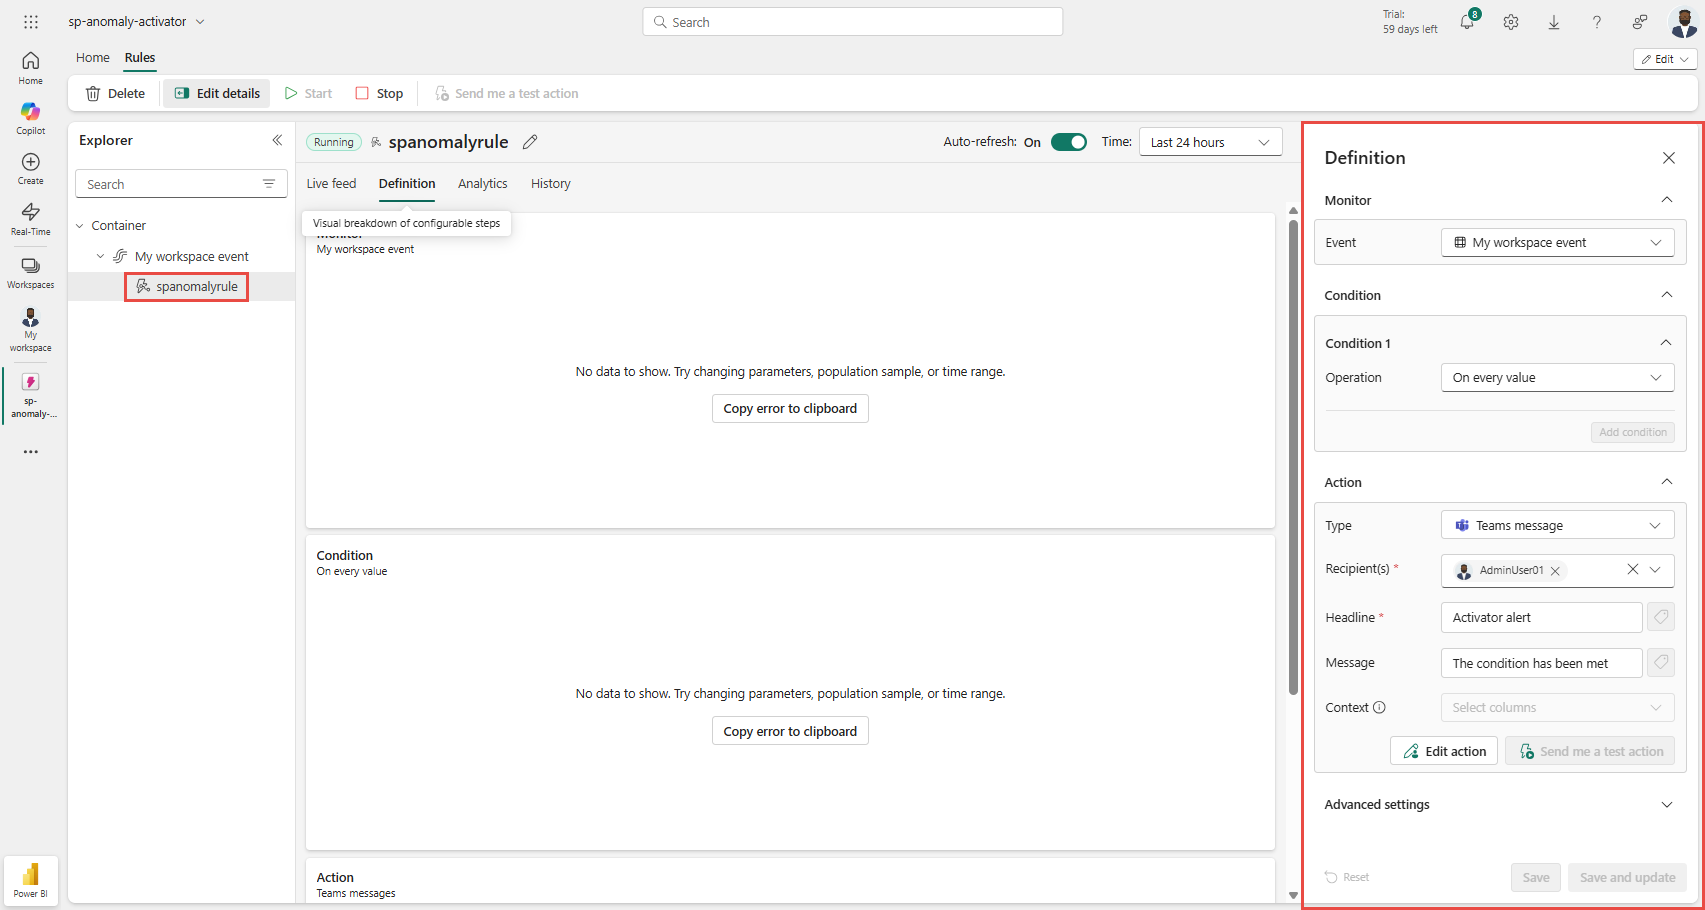 sp-anomaly-activator
Search
Trial:
59 days left
8
Home
Rules
Edit
Delete
Edit details
Start
Stop
Send me a test action
Home
Copilot
Create
Real-Time
Workspaces
My
workspace
sp-
anomaly-...
Power BI
Explorer
Search
Container
My workspace event
spanomalyrule
Running
spanomalyrule
Auto-refresh: On
Time:
Last 24 hours
Live feed
Definition
Analytics
History
Visual breakdown of configurable steps
Monitor
My workspace event
No data to show. Try changing parameters, population sample, or time range.
Copy error to clipboard
Condition
On every value
No data to show. Try changing parameters, population sample, or time range.
Copy error to clipboard
Action
Teams messages
Definition
Monitor
Event
My workspace event
Condition
Condition 1
Operation
On every value
Add condition
Action
Type
Teams message
Recipient(s) *
AdminUser01
Headline *
Activator alert
Message
The condition has been met
Context
Select columns
Edit action
Send me a test action
Advanced settings
Reset
Save
Save and update